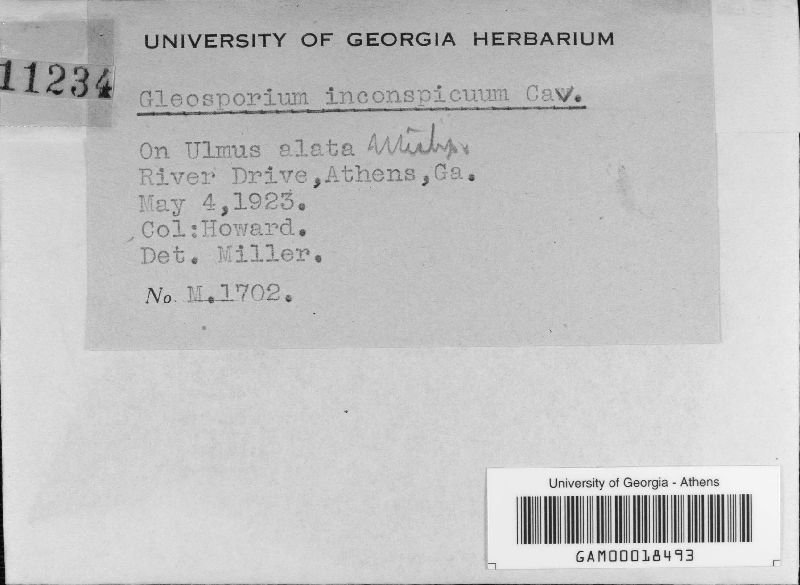 UNIVERSITY OF GEORGIA HERBARIUM
11234
Gleosporium inconspicuum Cav.
On Ulmus alata Michx.
River Drive,Athens,Ga.
May 4,1923.
Col:Howard.
Det. Miller.
No. M.1702.
University of Georgia - Athens
GAM00018493